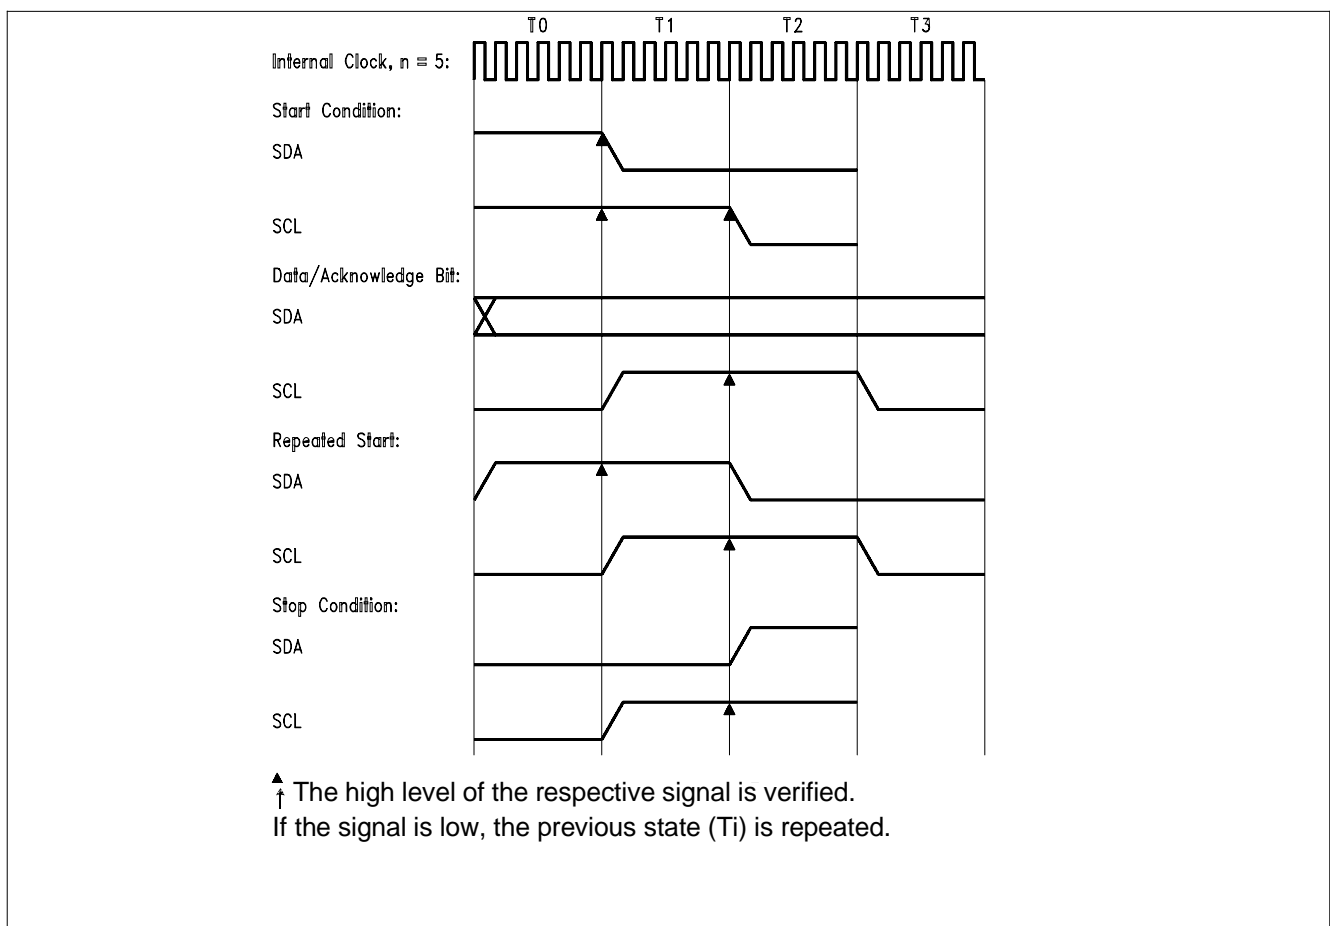 T0 T1 T2 T3
Internal Clock, n = 5:
Start Condition:
SDA
SCL
Data/Acknowledge Bit:
SDA
SCL
Repeated Start:
SDA
SCL
Stop Condition:
SDA
SCL
The high level of the respective signal is verified.
If the signal is low, the previous state (Ti) is repeated.